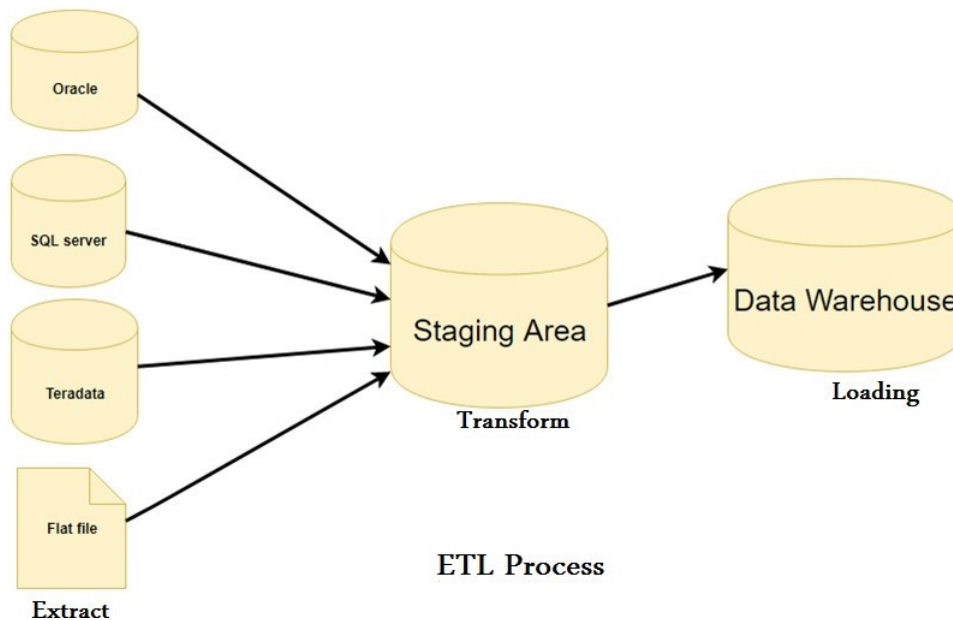 Oracle
SQL server
Teradata
Flat file
Extract
Staging Area
Transform
Data Warehouse
Loading
ETL Process